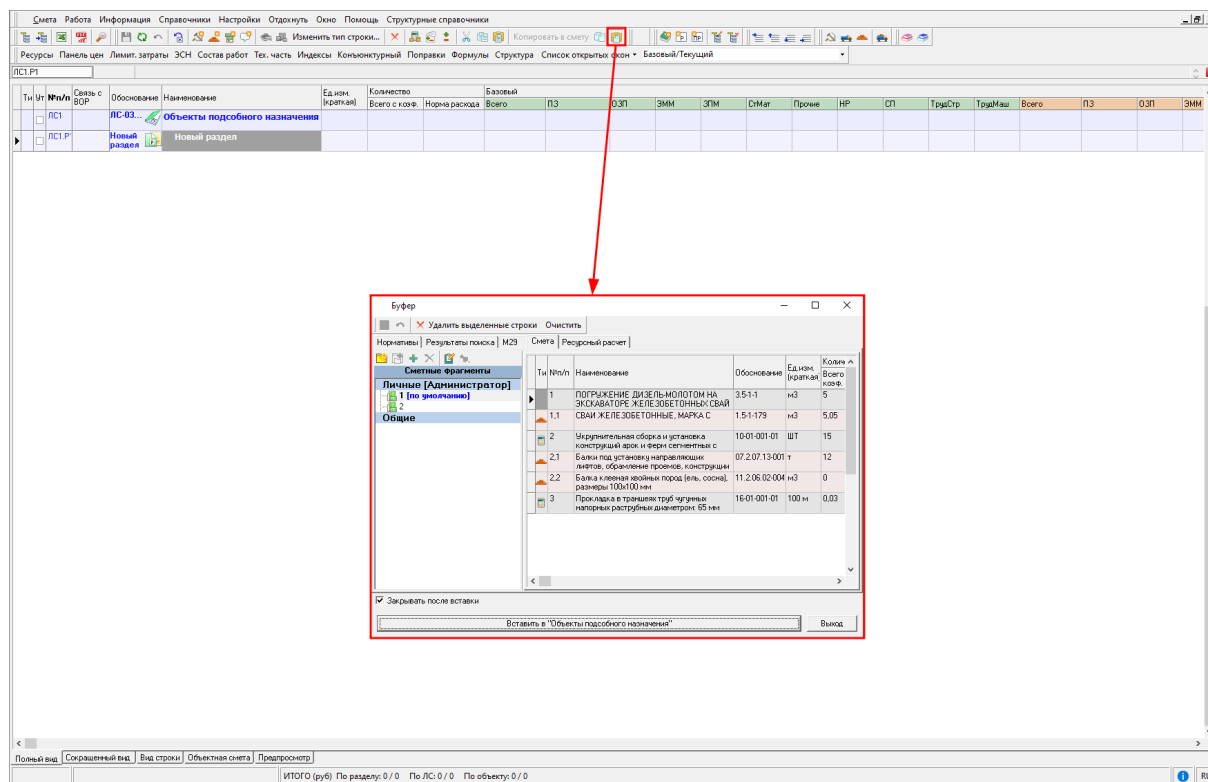 Смета Работа Информация Справочники Настройки Отдохнуть Окно Помощь Структурные справочники
Изменить тип строки... Копировать в смету
Ресурсы Панель цен Лимит. затраты ЭСН Состав работ Тех. часть Индексы Конъюнктурный Поправки Формулы Структура Список открытых окон Базовый/Текущий
ЛС1.Р1
Ти Чт №п/п Связь с ВОР Обоснование Наименование Ед.изм. (краткая) Количество Базовый
Всего с коэф. Норма расхода Всего ПЗ ОЗП ЭММ ЗПМ СтМат Прочие НР СП ТрудСтр ТрудМаш Всего ПЗ ОЗП ЭММ
ЛС1 ЛС-03... Объекты подсобного назначения
ЛС1.Р' Новый раздел Новый раздел
Буфер
Удалить выделенные строки Очистить
Нормативы Результаты поиска М29 Смета Ресурсный расчет
Сметные фрагменты
Личные [Администратор]
1 [по умолчанию]
2
Общие
Ти №п/п Наименование Обоснование Ед.изм. (краткая Колич
Всего коэф.
1 ПОГРУЖЕНИЕ ДИЗЕЛЬ-МОЛОТОМ НА 3.5-1-1 м3 5
ЭКСКАВАТОРЕ ЖЕЛЕЗОБЕТОННЫХ СВАЙ
1,1 СВАИ ЖЕЛЕЗОБЕТОННЫЕ, МАРКА С 1.5-1-179 м3 5,05
2 Укрупнительная сборка и установка 10-01-001-01 ШТ 15
конструкций арок и ферм сегментных с
2,1 Балки под установку направляющих 07.2.07.13-001 т 12
лифтов, обрамление проемов, конструкции
2,2 Балка клееная хвойных пород (ель, сосна), 11.2.06.02-004 м3 0
размеры 100x100 мм
3 Прокладка в траншеях труб чугунных 16-01-001-01 100 м 0,03
напорных раструбных диаметром: 65 мм
Закрывать после вставки
Вставить в "Объекты подсобного назначения" Выход
Полный вид Сокращенный вид Вид строки Объектная смета Предпросмотр
ИТОГО (руб) По разделу: 0 / 0 По ЛС: 0 / 0 По объекту: 0 / 0